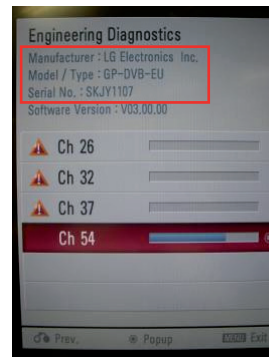 Engineering Diagnostics
Manufacturer : LG Electronics Inc.
Model / Type : GP-DVB-EU
Serial No. : SKJY1107
Software Version : V03.00.00
Ch 26
Ch 32
Ch 37
Ch 54
Prev.
Popup
Exit